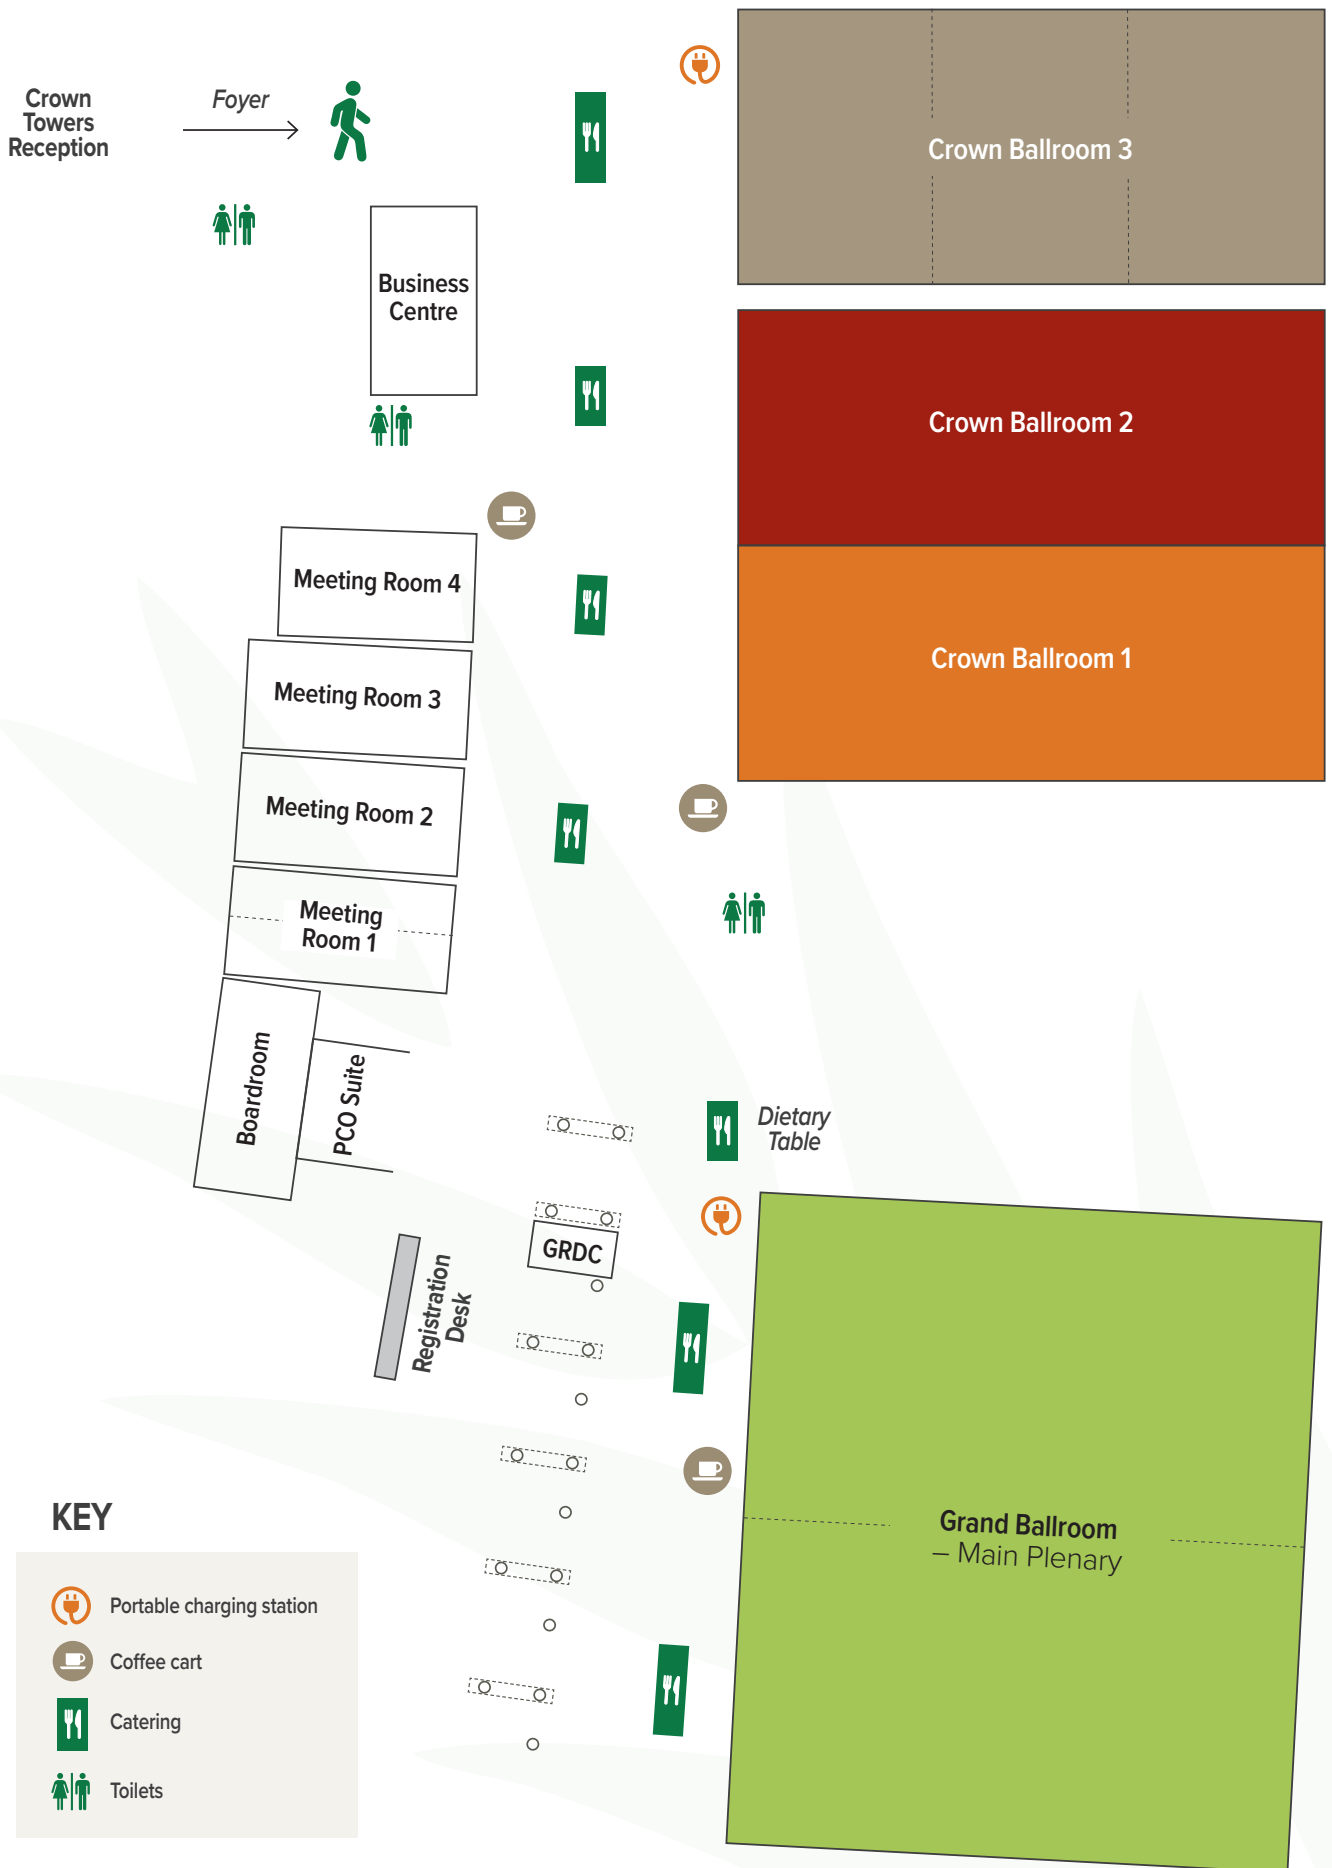 Crown
Towers
Reception
Foyer
Crown Ballroom 3
Business
Centre
Crown Ballroom 2
Meeting Room 4
Crown Ballroom 1
Meeting Room 3
Meeting Room 2
Meeting
Room 1
Boardroom
PCO Suite
Dietary
Table
GRDC
Registration
Desk
Grand Ballroom
– Main Plenary
KEY
Portable charging station
Coffee cart
Catering
Toilets